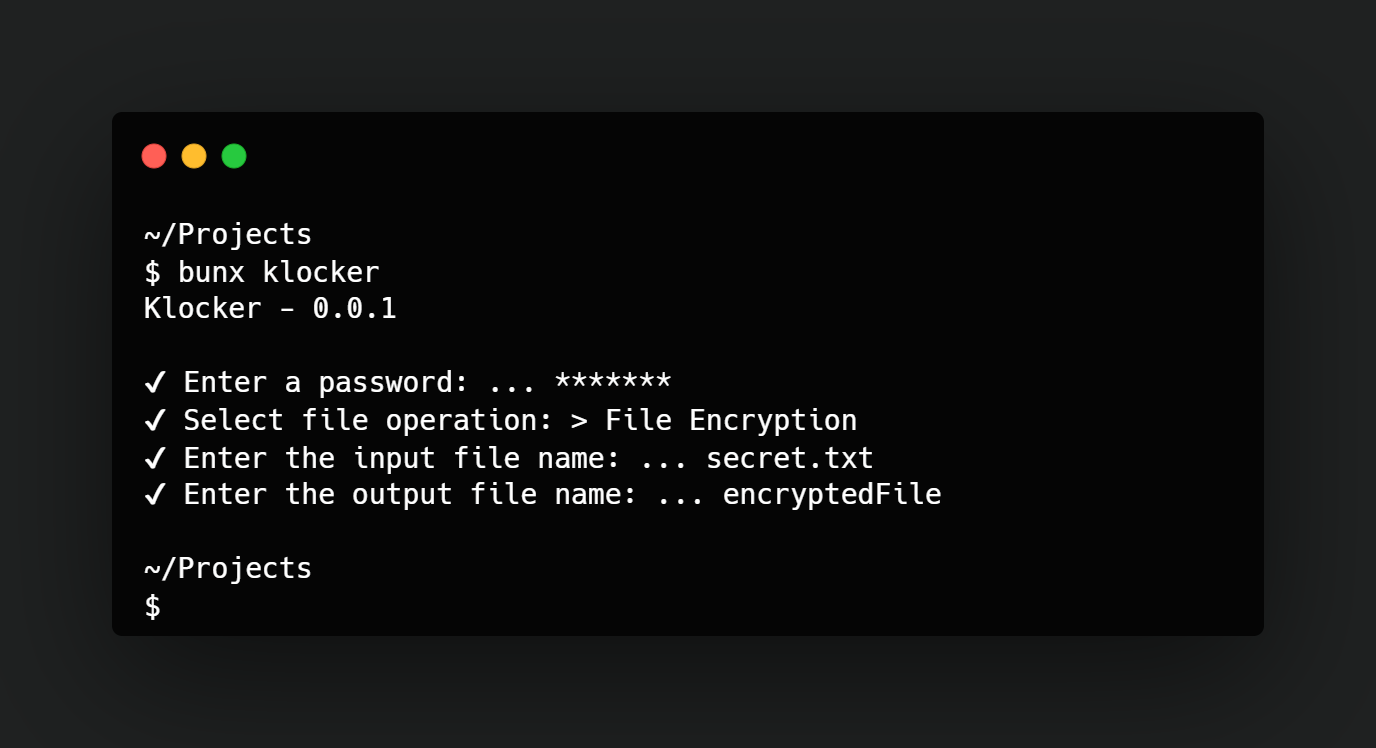 ~/Projects
$ bunx klocker
Klocker - 0.0.1
✔ Enter a password: ... *******
✔ Select file operation: > File Encryption
✔ Enter the input file name: ... secret.txt
✔ Enter the output file name: ... encryptedFile
~/Projects
$